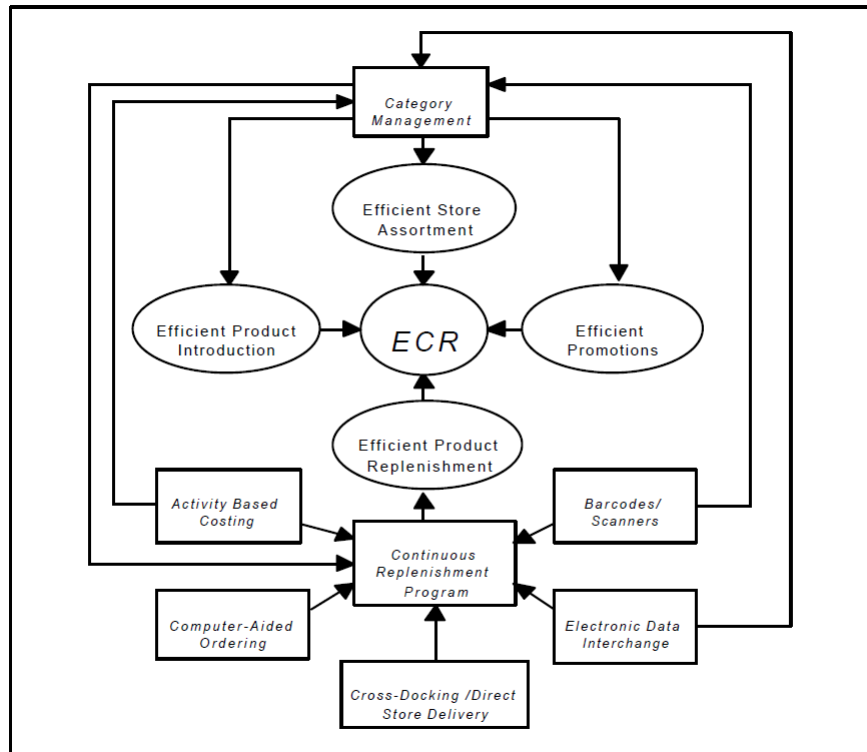 Category
Management
Efficient Store
Assortment
Efficient Product
Introduction
ECR
Efficient
Promotions
Efficient Product
Replenishment
Activity Based
Costing
Barcodes/
Scanners
Continuous
Replenishment
Program
Computer-Aided
Ordering
Electronic Data
Interchange
Cross-Docking /Direct
Store Delivery